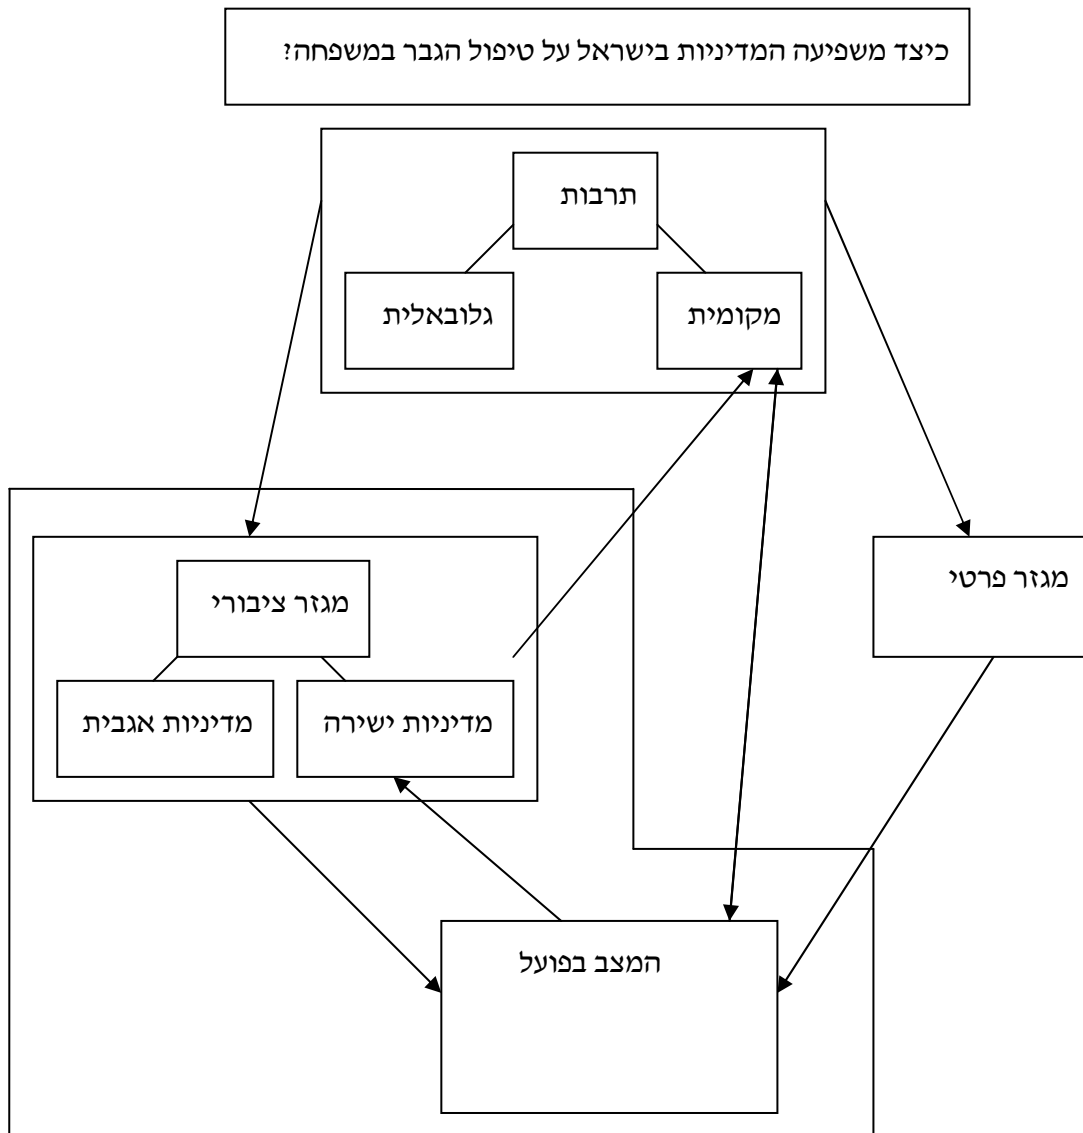 כיצד משפיעה המדיניות בישראל על טיפול הגבר במשפחה?
תרבות
מקומית
גלובאלית
מגזר פרטי
מגזר ציבורי
מדיניות ישירה
מדיניות אגבית
המצב בפועל